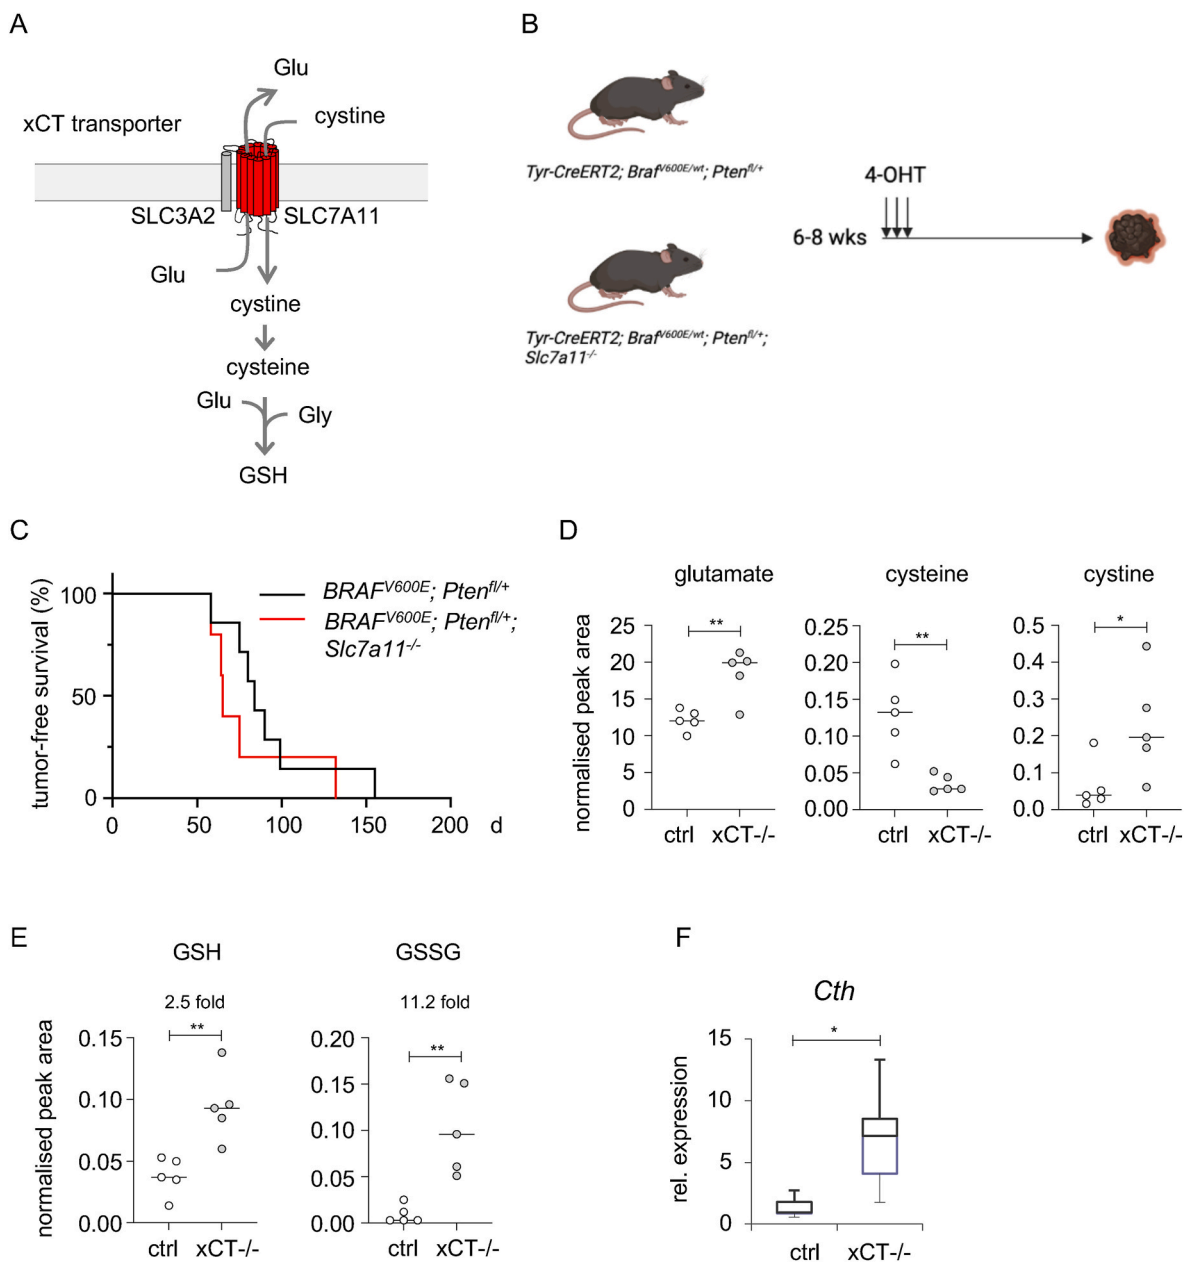 A
Glu
cystine
xCT transporter
SLC3A2
SLC7A11
Glu
cystine
cysteine
Glu
Gly
GSH
B
Tyr-CreERT2; Braf^V600E/wt; Pten^fl/+
Tyr-CreERT2; Braf^V600E/wt; Pten^fl/+;
Slc7a11^-/-
4-OHT
6-8 wks
C
tumor-free survival (%)
100
50
0
0 50 100 150 200 d
BRAF^V600E; Pten^fl/+
BRAF^V600E; Pten^fl/+;
Slc7a11^-/-
D
normalised peak area
glutamate
**
25
20
15
10
5
0
ctrl xCT-/-
cysteine
**
0.25
0.20
0.15
0.10
0.05
0.00
ctrl xCT-/-
cystine
*
0.5
0.4
0.3
0.2
0.1
0.0
ctrl xCT-/-
E
normalised peak area
GSH
2.5 fold
**
0.15
0.10
0.05
0.00
ctrl xCT-/-
GSSG
11.2 fold
**
0.20
0.15
0.10
0.05
0.00
ctrl xCT-/-
F
Cth
*
rel. expression
15
10
5
0
ctrl xCT-/-